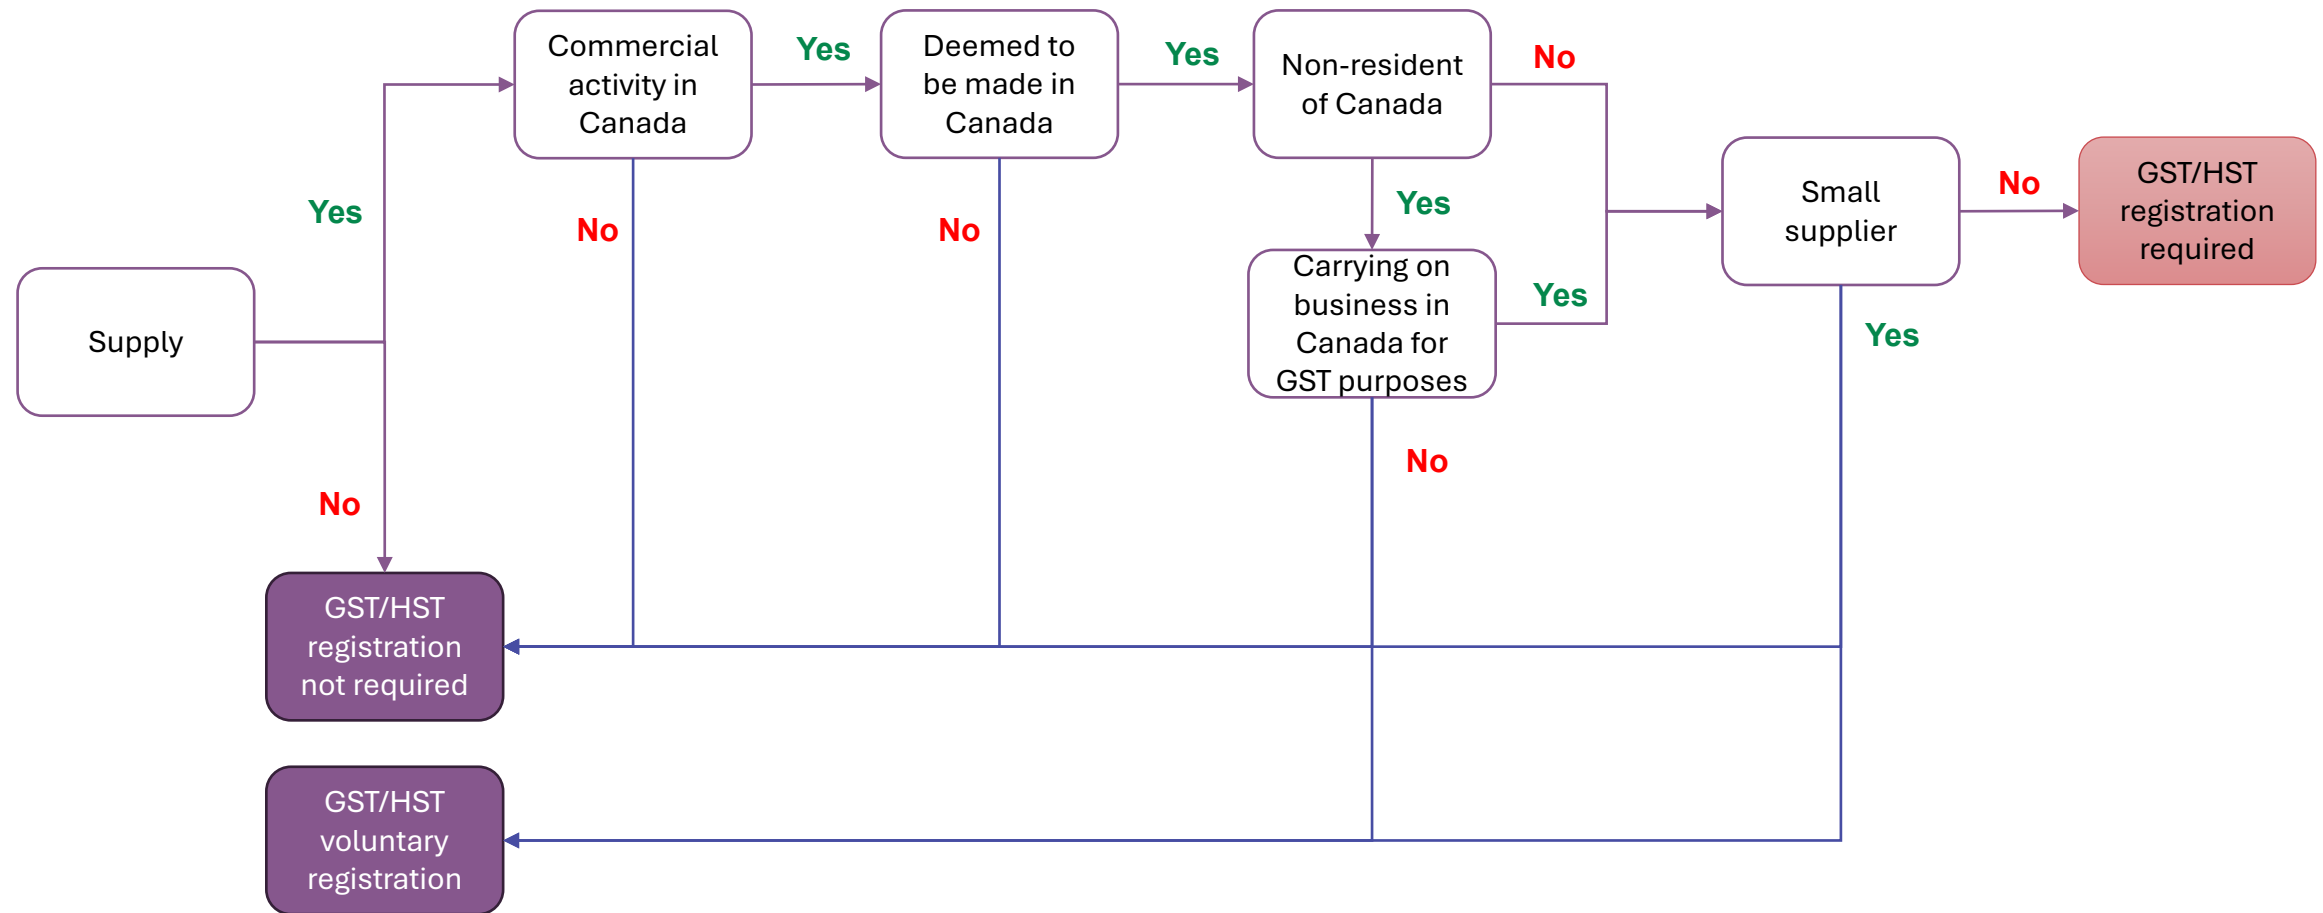 Commercial
activity in
Canada
Yes
Deemed to
be made in
Canada
Yes
Non-resident
of Canada
No
Small
supplier
No
GST/HST
registration
required
Yes
No
No
Yes
Carrying on
business in
Canada for
GST purposes
Yes
Yes
Supply
No
No
GST/HST
registration
not required
GST/HST
voluntary
registration